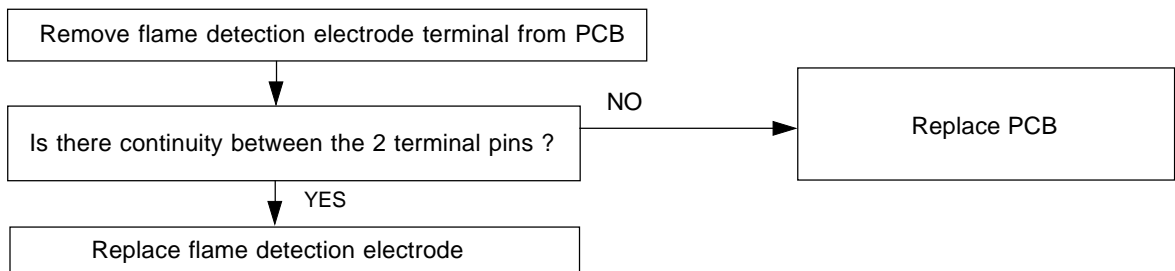 Remove flame detection electrode terminal from PCB
Is there continuity between the 2 terminal pins ?
NO
Replace PCB
YES
Replace flame detection electrode